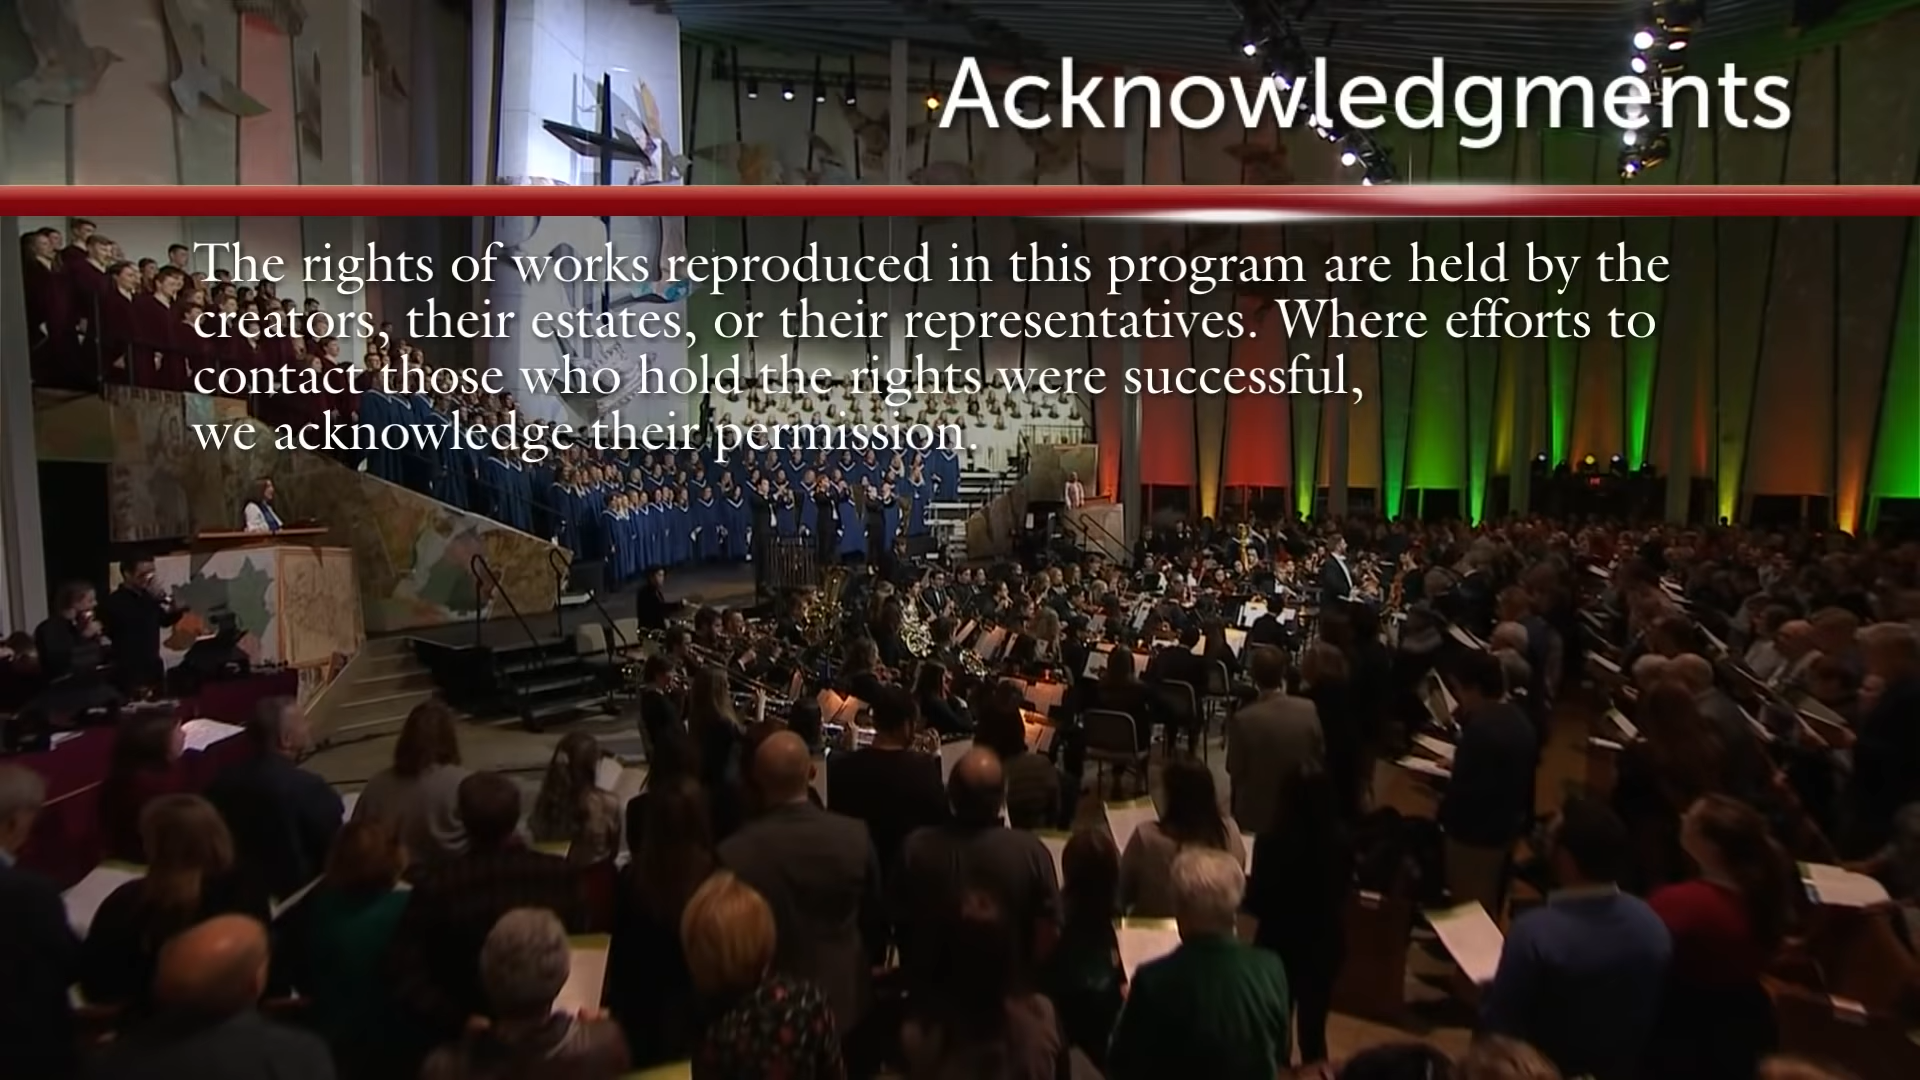 Acknowledgments
The rights of works reproduced in this program are held by the
creators, their estates, or their representatives. Where efforts to
contact those who hold the rights were successful,
we acknowledge their permission.